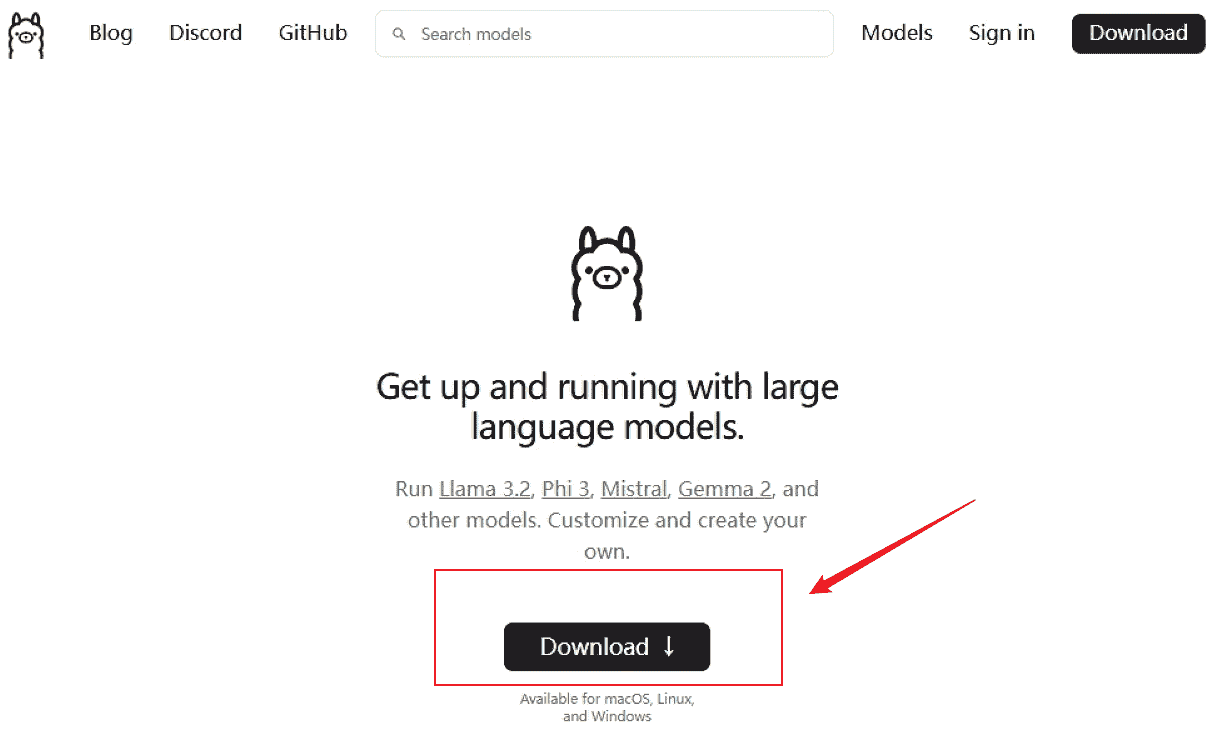 Blog Discord GitHub Search models Models Sign in Download
Get up and running with large
language models.
Run Llama 3.2, Phi 3, Mistral, Gemma 2, and
other models. Customize and create your
own.
Download ↓
Available for macOS, Linux,
and Windows